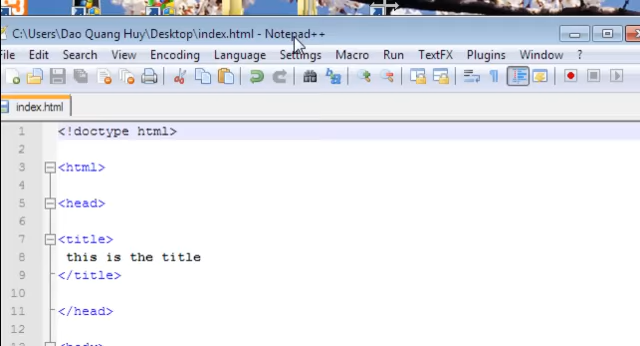 C:\Users\Dao Quang Huy\Desktop\index.html - Notepad++
File Edit Search View Encoding Language Settings Macro Run TextFX Plugins Window ?
index.html
1 <!doctype html>
2
3 <html>
4
5 <head>
6
7 <title>
8 this is the title
9 </title>
10
11 </head>
12